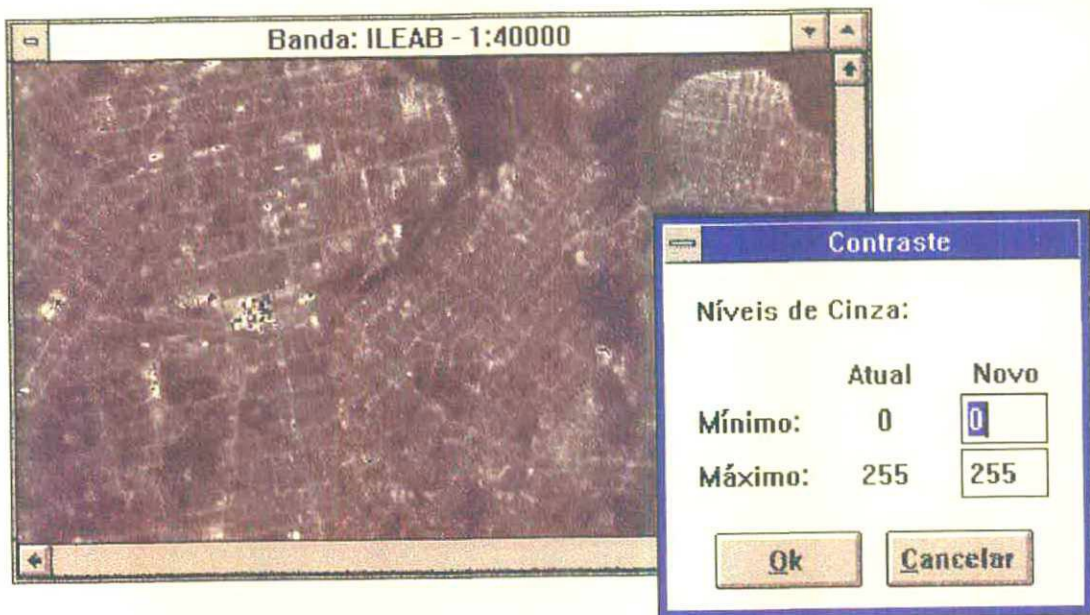 Banda: ILEAB - 1:40000
Contraste
Níveis de Cinza:
Atual Novo
Mínimo: 0 0
Máximo: 255 255
Ok Cancelar